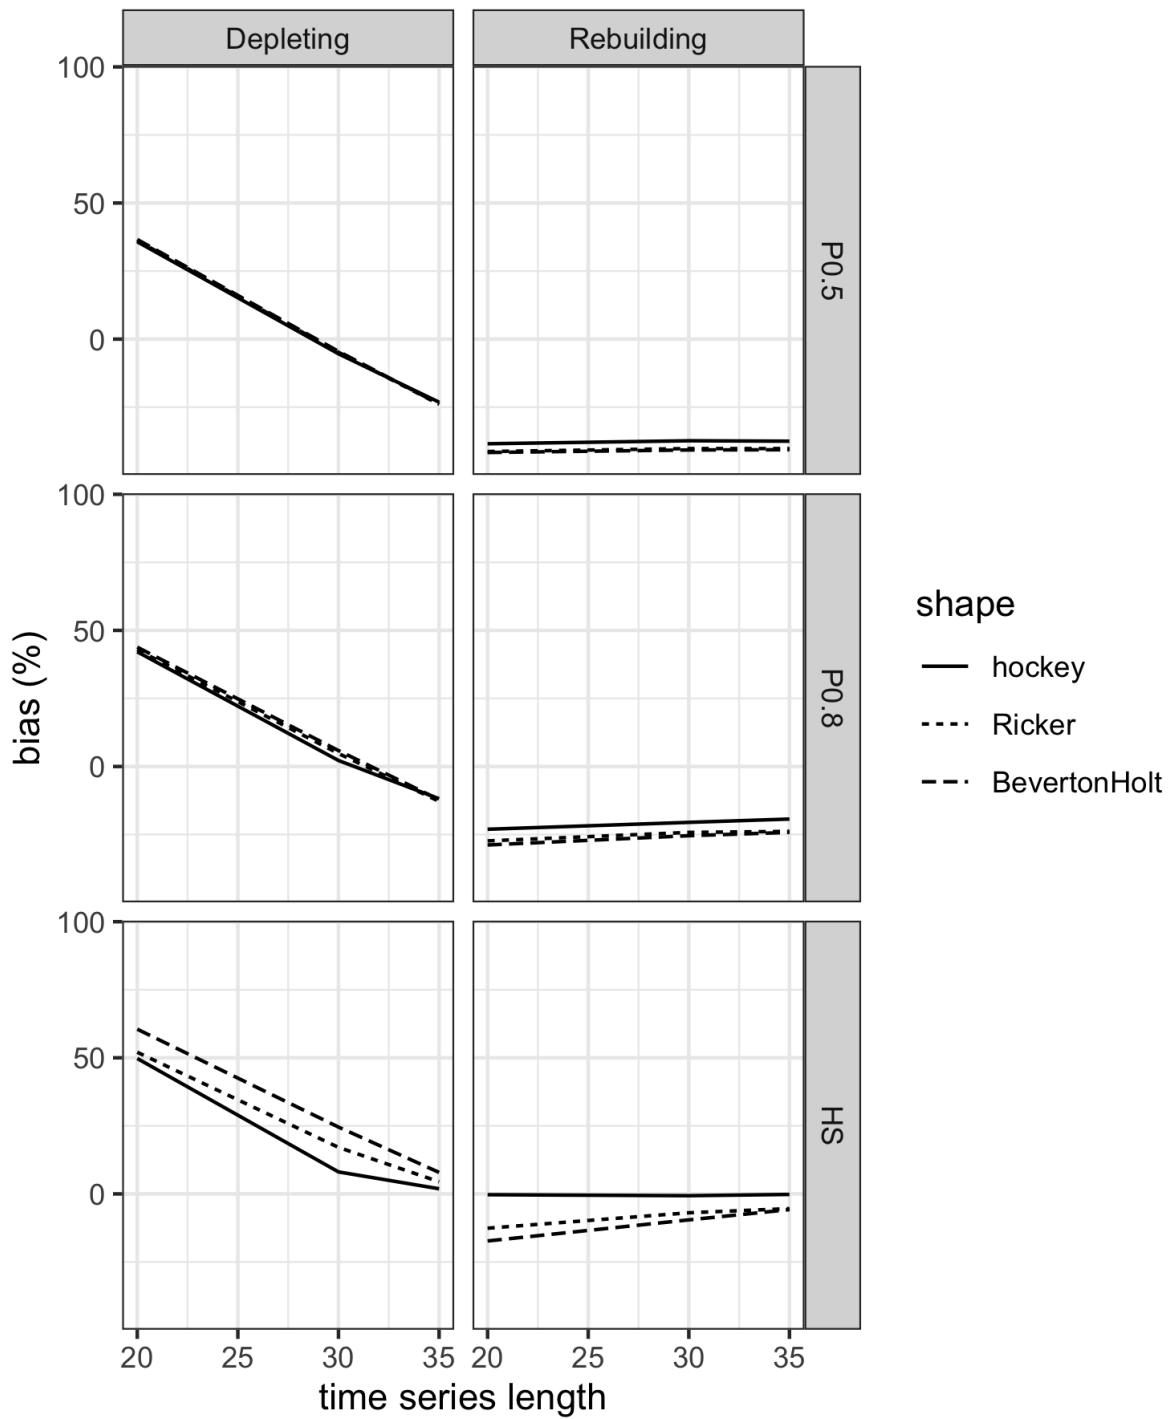 Depleting
Rebuilding
100
50
0
P0.5
100
50
0
P0.8
100
50
0
HS
bias (%)
20 25 30 35 20 25 30 35
time series length
shape
hockey
Ricker
BevertonHolt